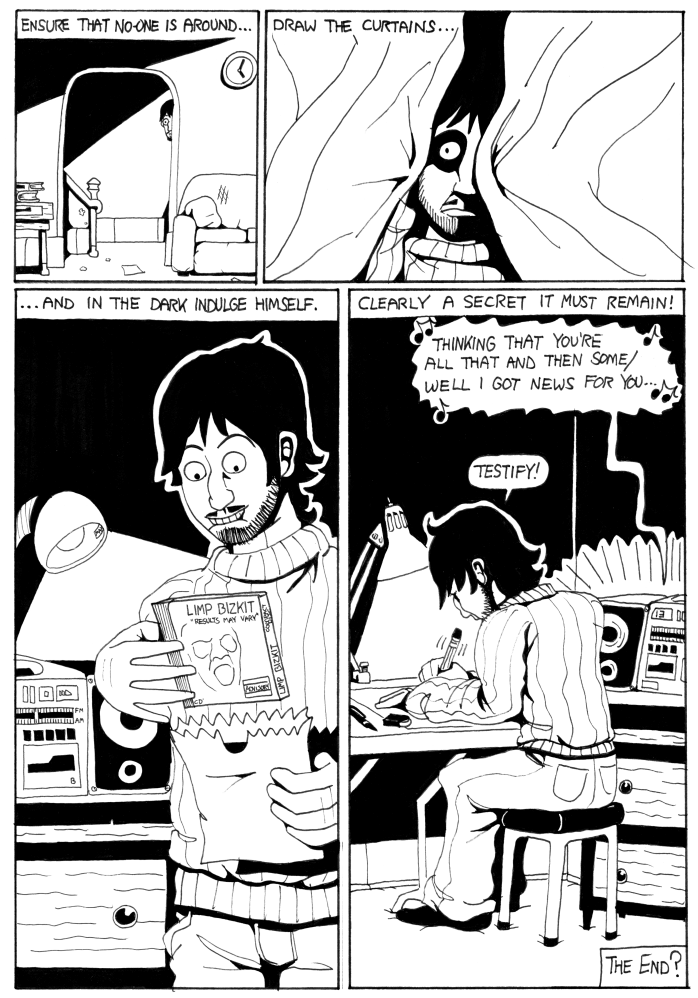 ENSURE THAT NO-ONE IS AROUND...
DRAW THE CURTAINS...
...AND IN THE DARK INDULGE HIMSELF.
LIMP BIZKIT
"RESULTS MAY VARY"
LIMP BIZKIT
ADVISORY
CD
FM
AM
B
CLEARLY A SECRET IT MUST REMAIN!
THINKING THAT YOU'RE
ALL THAT AND THEN SOME/
WELL I GOT NEWS FOR YOU...
TESTIFY!
THE END?